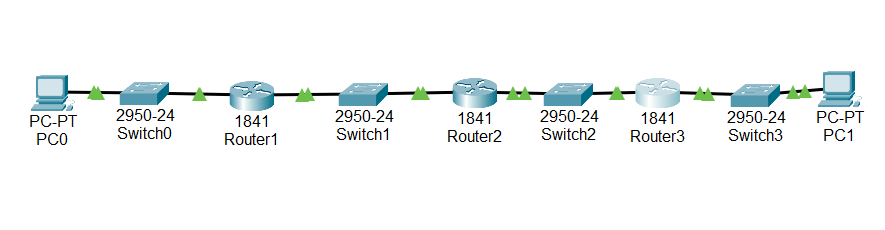 PC-PT
PC0
2950-24
Switch0
1841
Router1
2950-24
Switch1
1841
Router2
2950-24
Switch2
1841
Router3
2950-24
Switch3
PC-PT
PC1